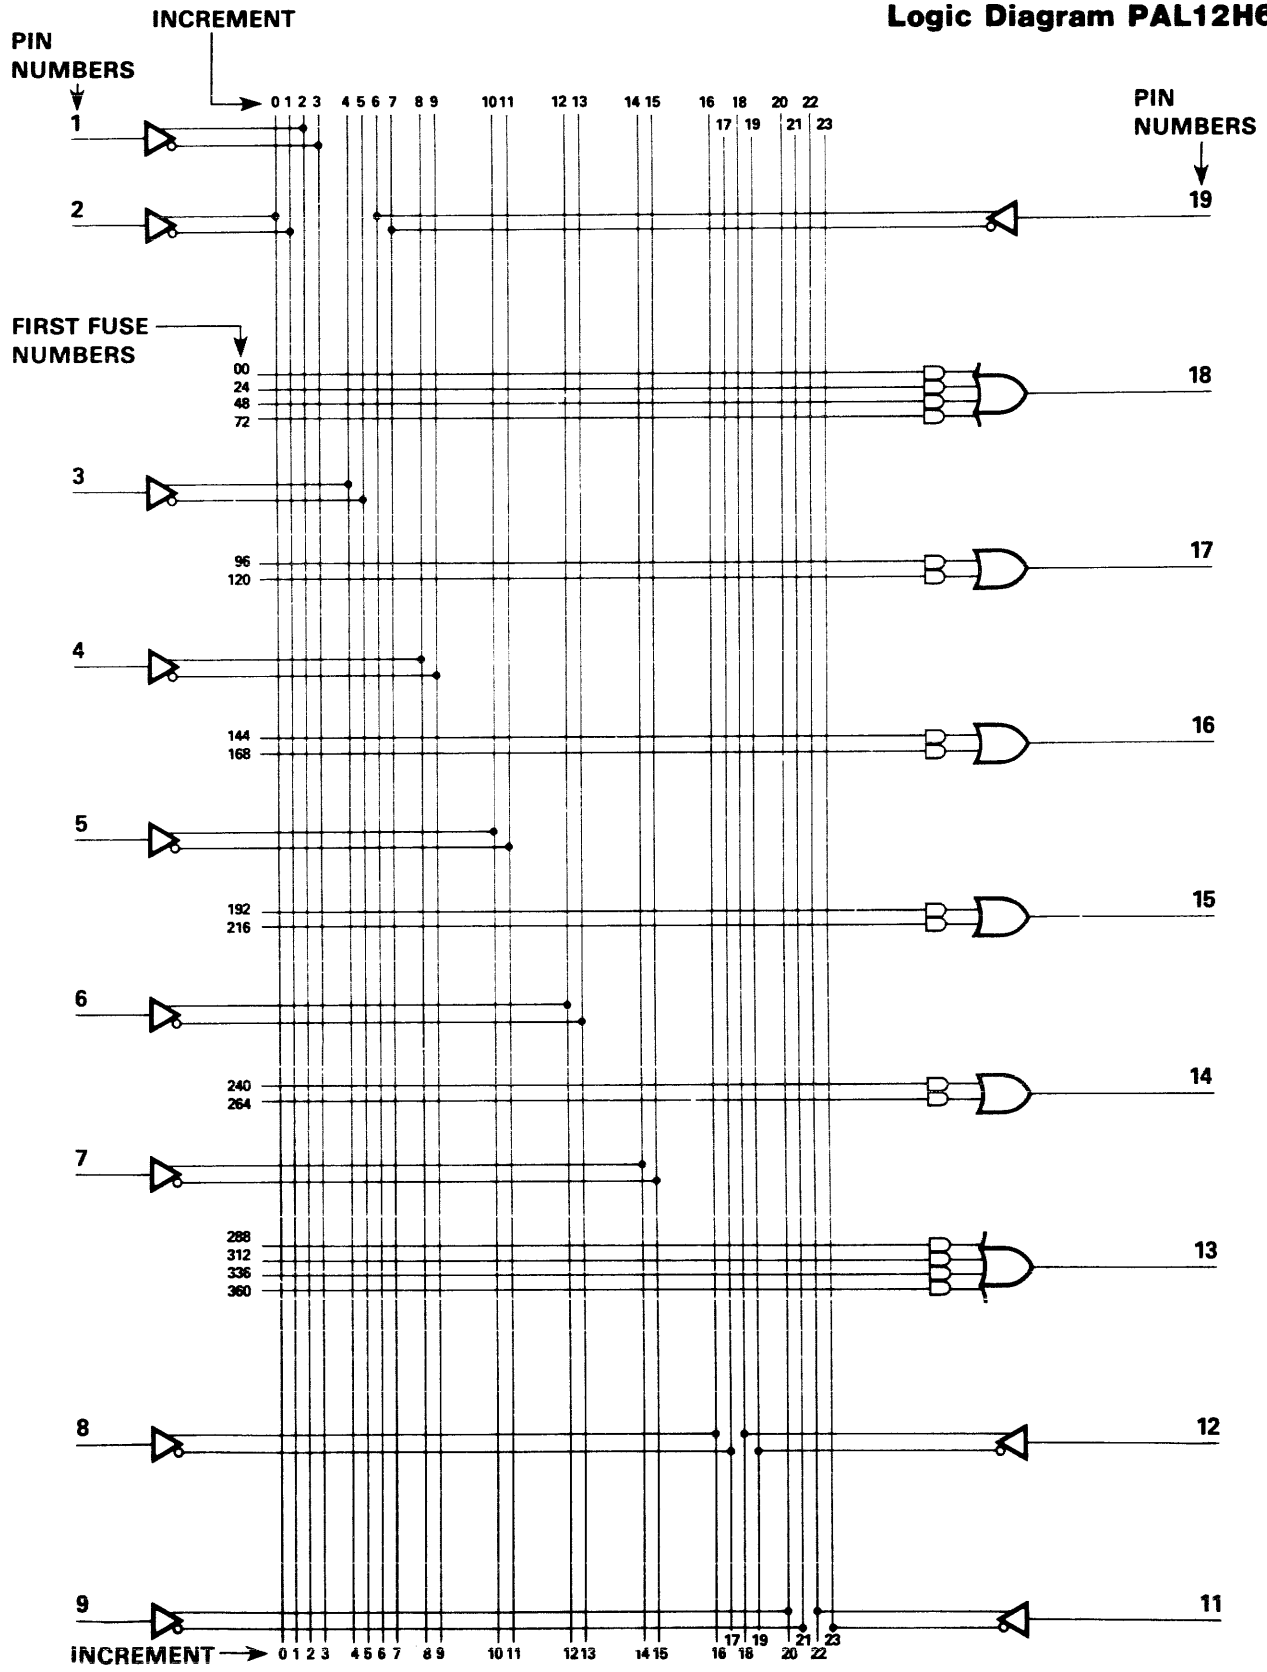 Logic Diagram PAL12H6
INCREMENT
PIN
NUMBERS
PIN
NUMBERS
0 1 2 3 4 5 6 7 8 9 10 11 12 13 14 15 16 18 20 22
17 19 21 23
1
2
19
FIRST FUSE
NUMBERS
00
24
48
72
18
3
96
120
17
4
144
168
16
5
192
216
15
6
240
264
14
7
288
312
336
360
13
8
12
9
11
17 19 21 23
INCREMENT
0 1 2 3 4 5 6 7 8 9 10 11 12 13 14 15 16 18 20 22